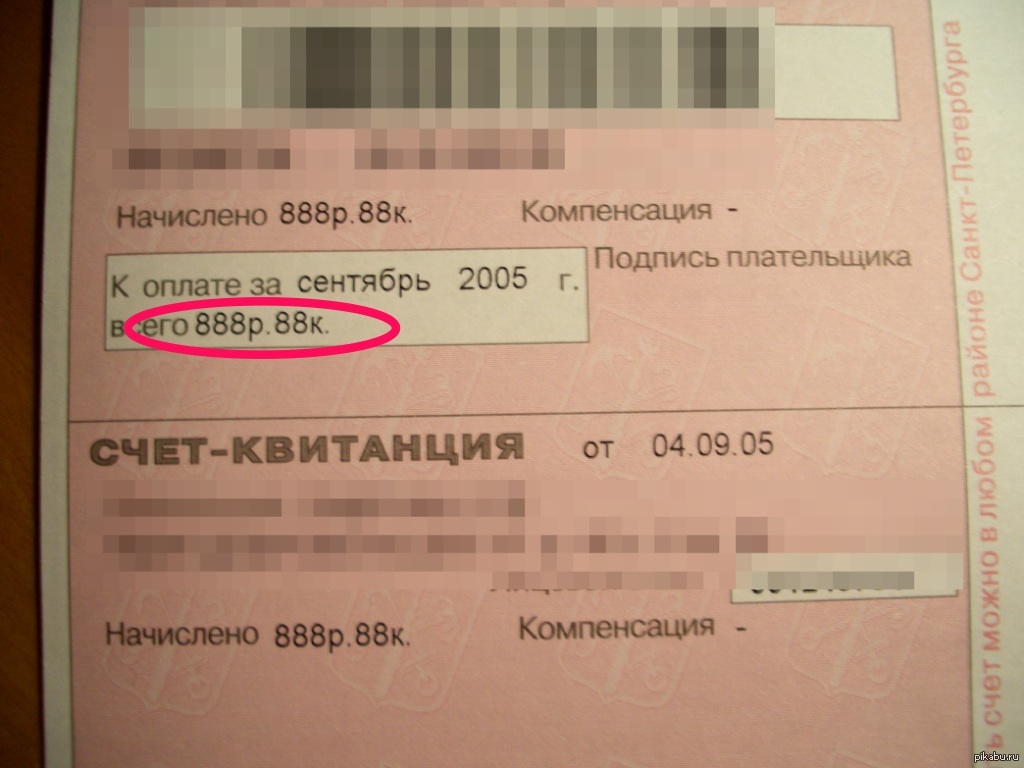 Начислено 888р.88к. Компенсация -
Подпись плательщика
К оплате за сентябрь 2005 г.
всего 888р.88к.
СЧЕТ-КВИТАНЦИЯ от 04.09.05
Начислено 888р.88к. Компенсация -
счет можно в любом районе Санкт-Петербурга
pikabu.ru